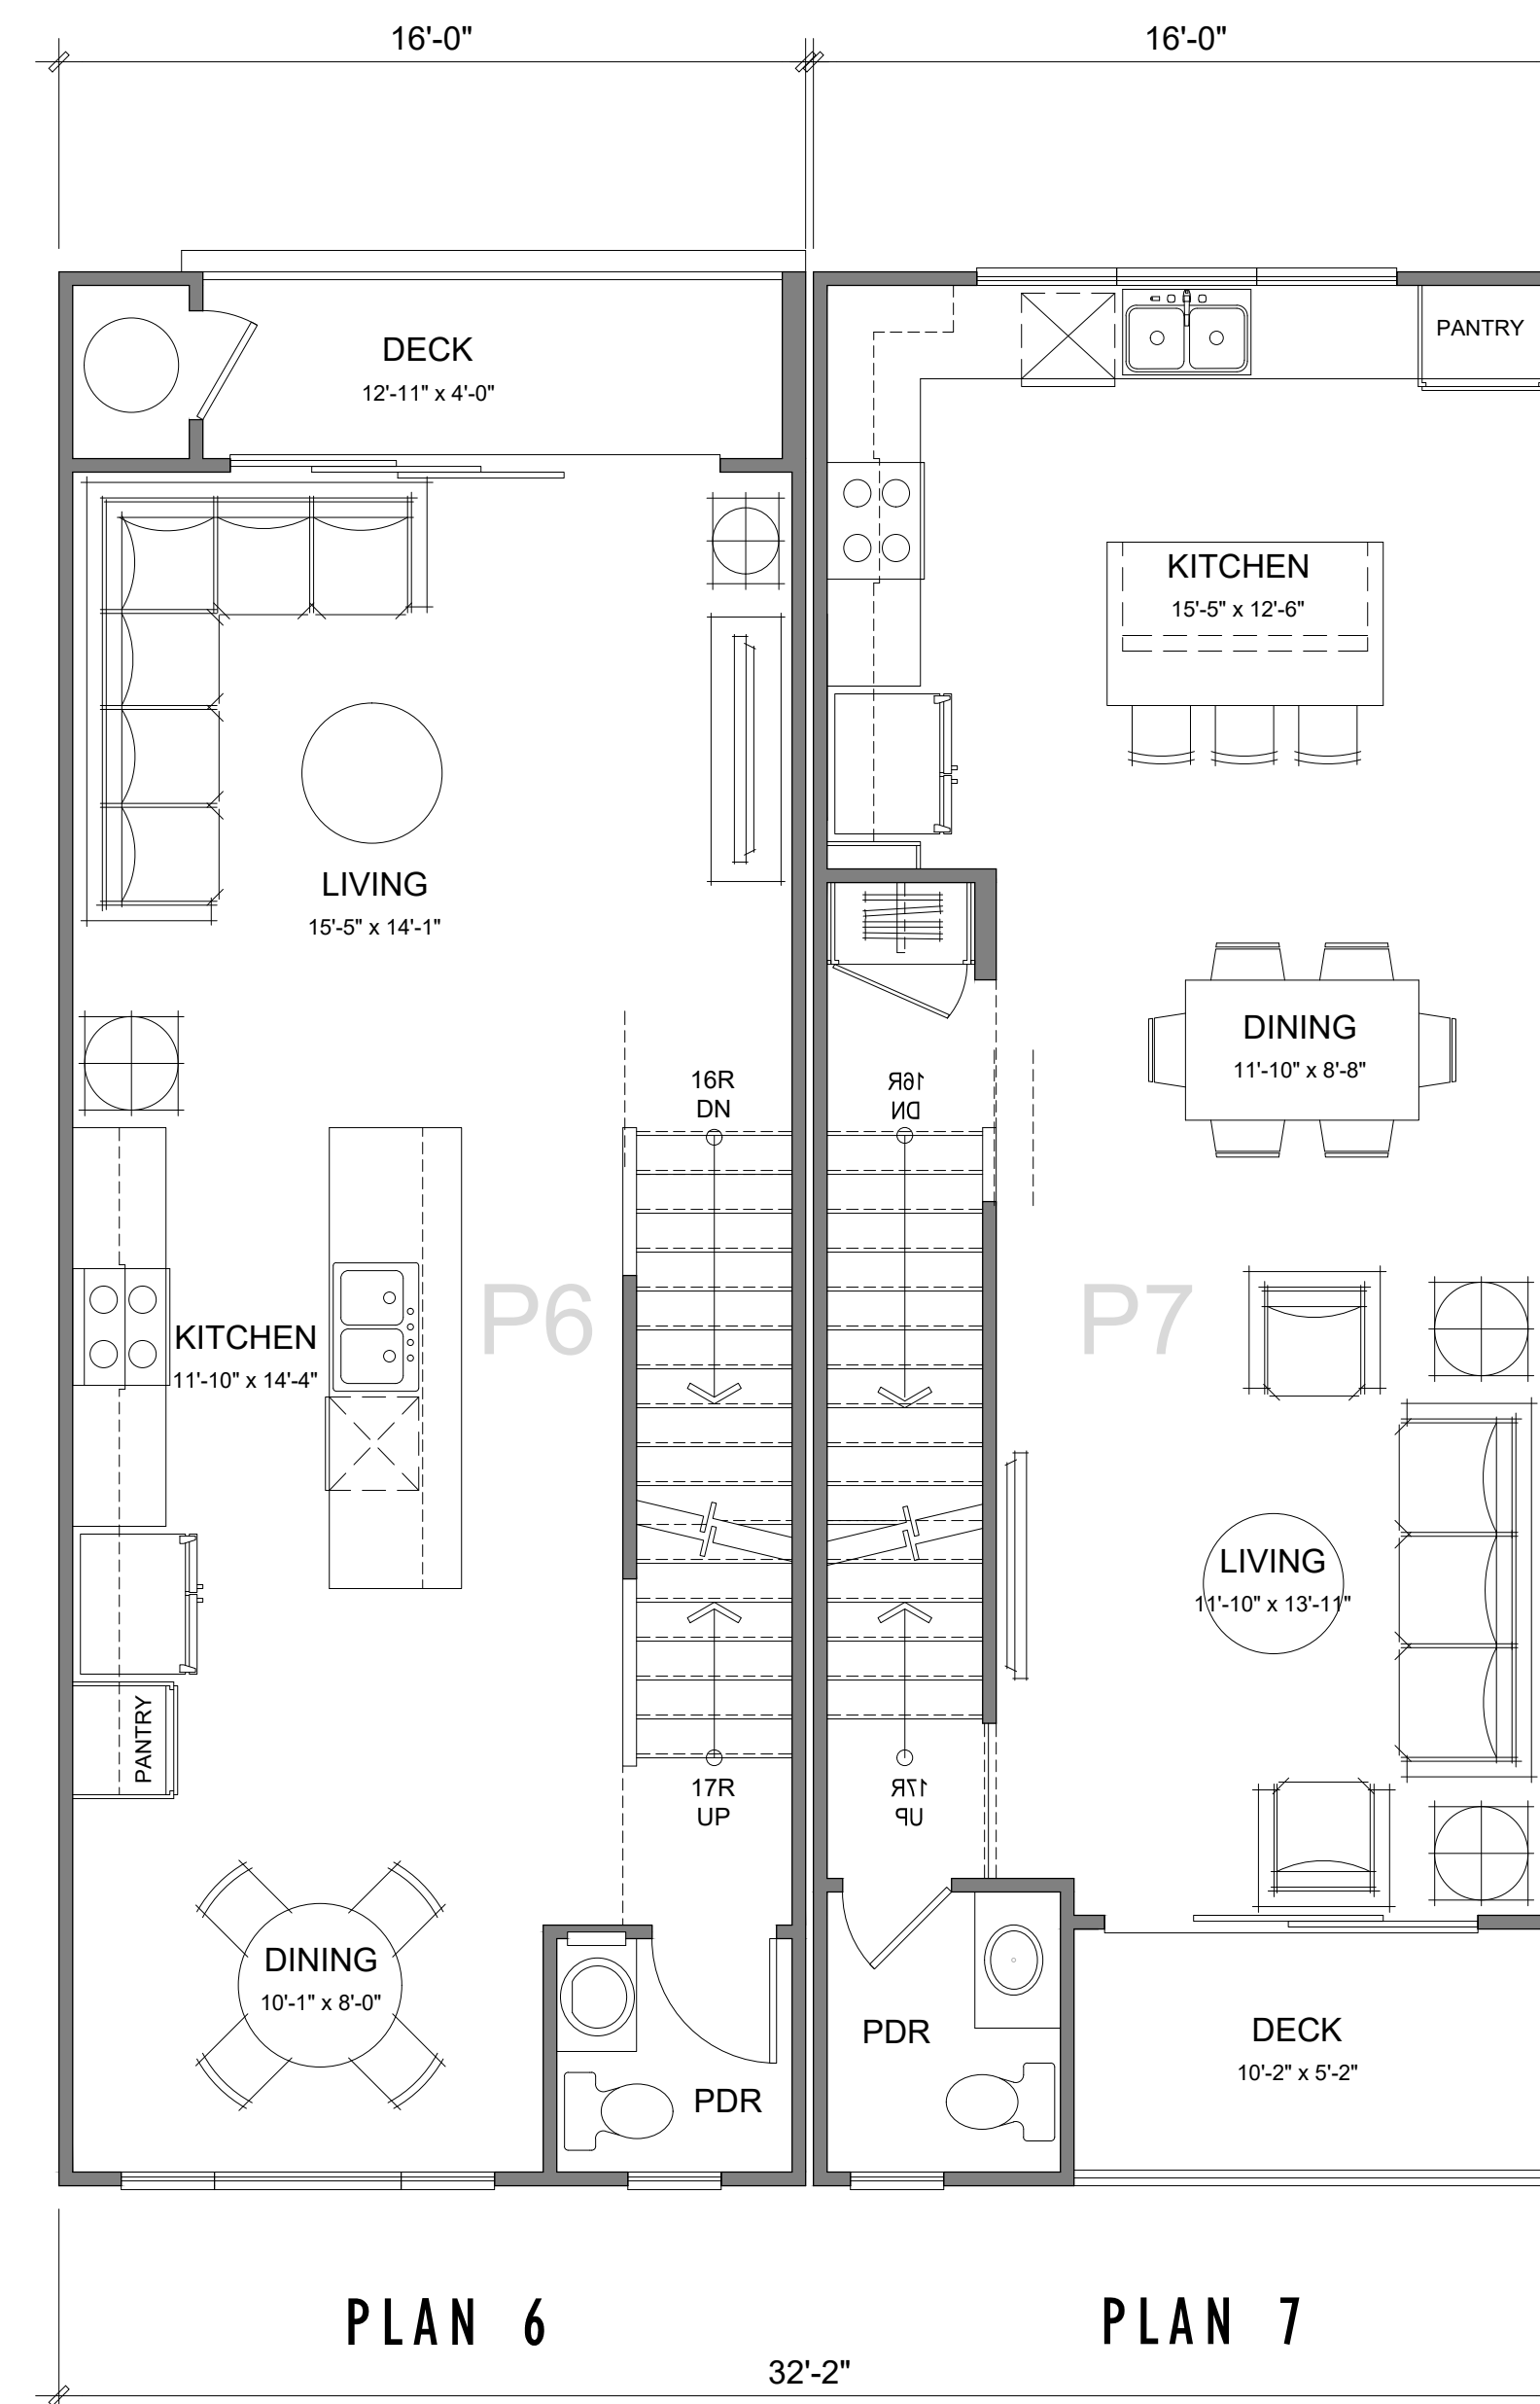 16'-0"
16'-0"
DECK
12'-11" x 4'-0"
PANTRY
KITCHEN
15'-5" x 12'-6"
LIVING
15'-5" x 14'-1"
DINING
11'-10" x 8'-8"
16R
DN
16R
DN
P6
P7
KITCHEN
11'-10" x 14'-4"
LIVING
11'-10" x 13'-11"
PANTRY
17R
UP
17R
UP
DINING
10'-1" x 8'-0"
PDR
DECK
10'-2" x 5'-2"
PDR
PLAN 6
PLAN 7
32'-2"